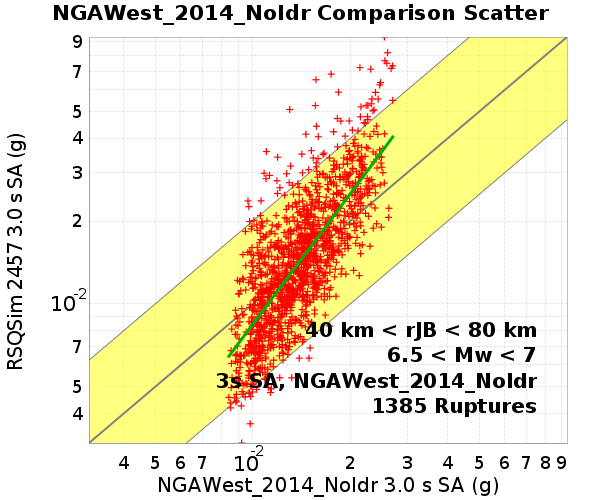 NGAWest_2014_NoIdr Comparison Scatter
RSQSim 2457 3.0 s SA (g)
9
7
5
4
3
2
10-2
7
5
4
40 km < rJB < 80 km
6.5 < Mw < 7
3s SA, NGAWest_2014_NoIdr
1385 Ruptures
4 5 6 7 10-2 2 3 4 5 6 7 8 9
NGAWest_2014_NoIdr 3.0 s SA (g)